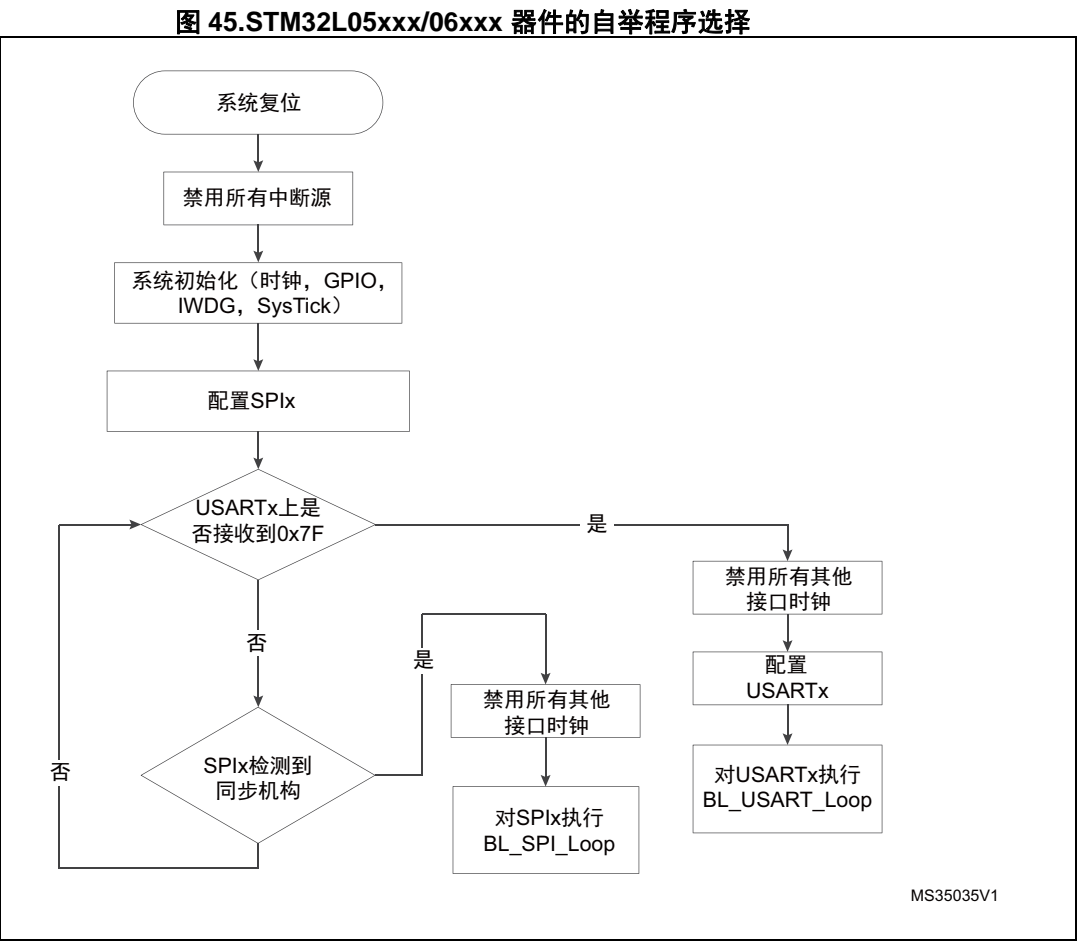 图 45.STM32L05xxx/06xxx 器件的自举程序选择
系统复位
禁用所有中断源
系统初始化（时钟，GPIO，
IWDG，SysTick）
配置SPIx
USARTx上是
否接收到0x7F
是
禁用所有其他
接口时钟
配置
USARTx
对USARTx执行
BL_USART_Loop
否
是
禁用所有其他
接口时钟
对SPIx执行
BL_SPI_Loop
SPIx检测到
同步机构
否
MS35035V1